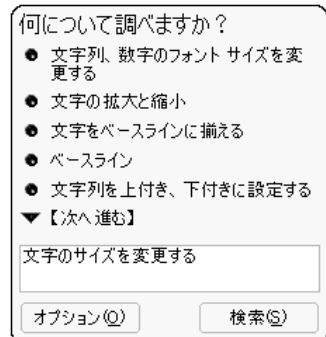 何について調べますか？
文字列、数字のフォント サイズを変
更する
文字の拡大と縮小
文字をベースラインに揃える
ベースライン
文字列を上付き、下付きに設定する
▼【次へ進む】
文字のサイズを変更する
オプション(O) 検索(S)